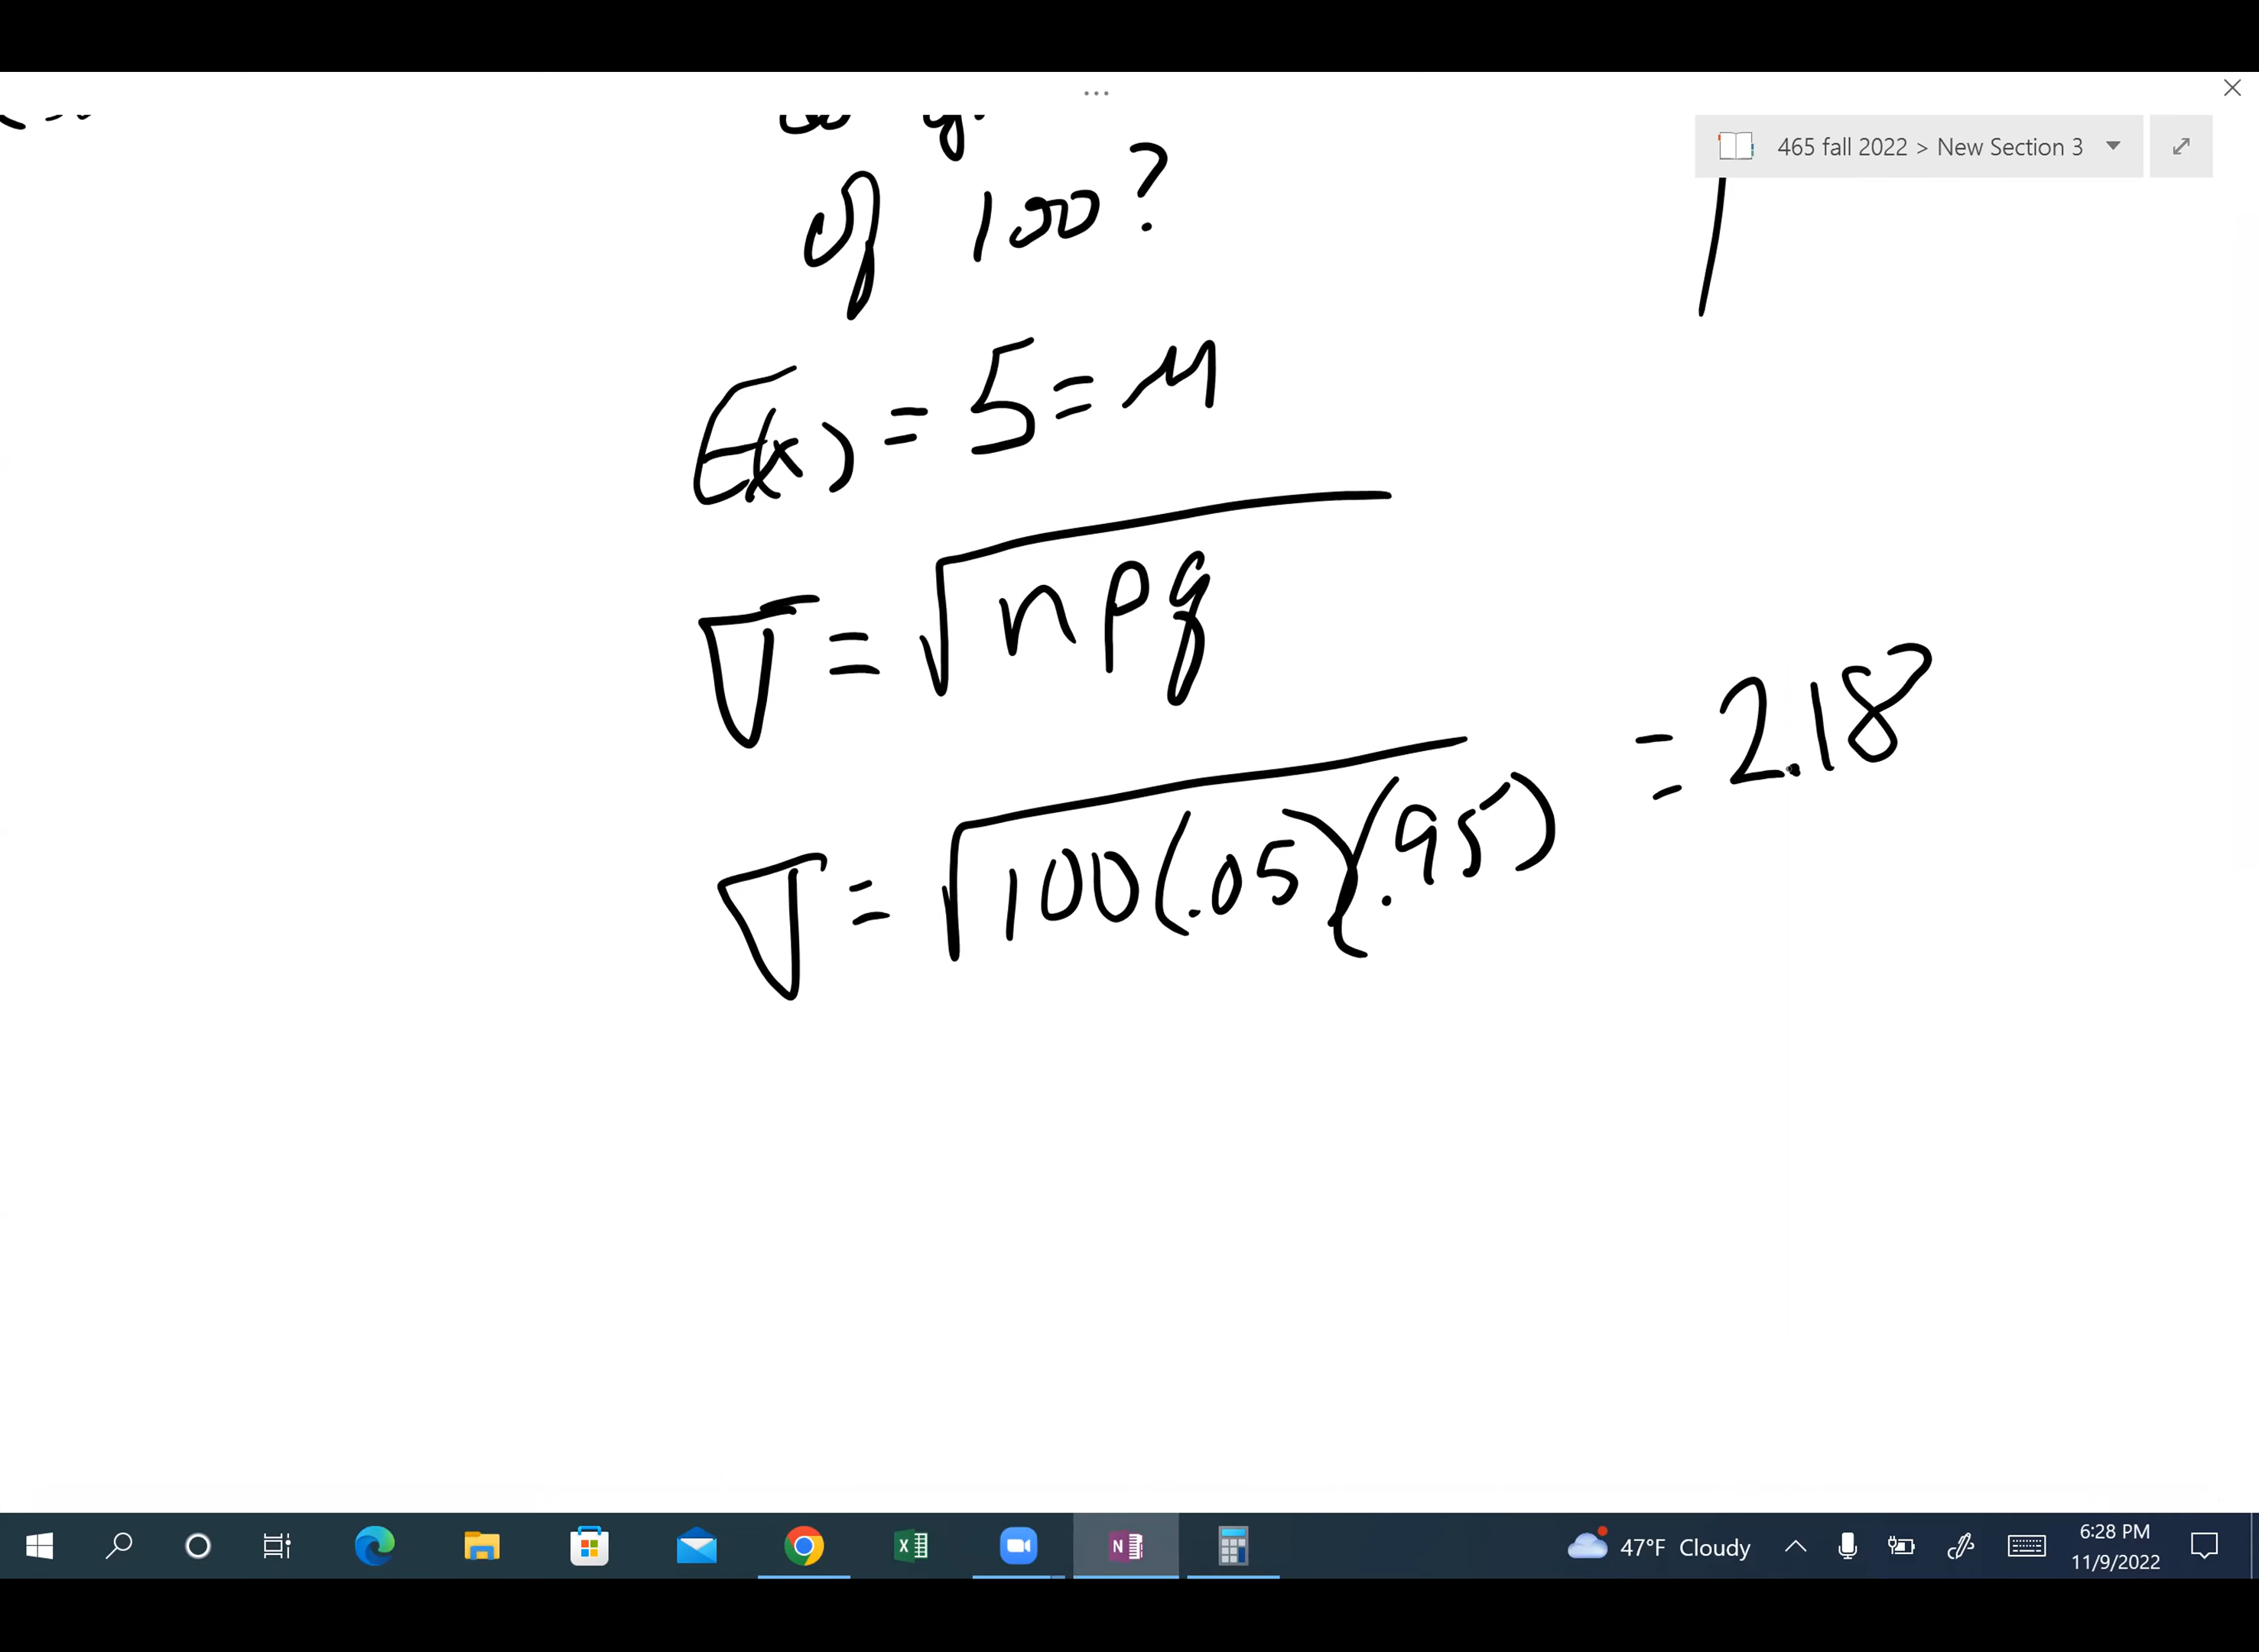 465 fall 2022 > New Section 3
of 100?
E(x) = 5 = μ
σ = √npq
σ = √100(.05)(.95) = 2.18
47°F Cloudy
6:28 PM
11/9/2022